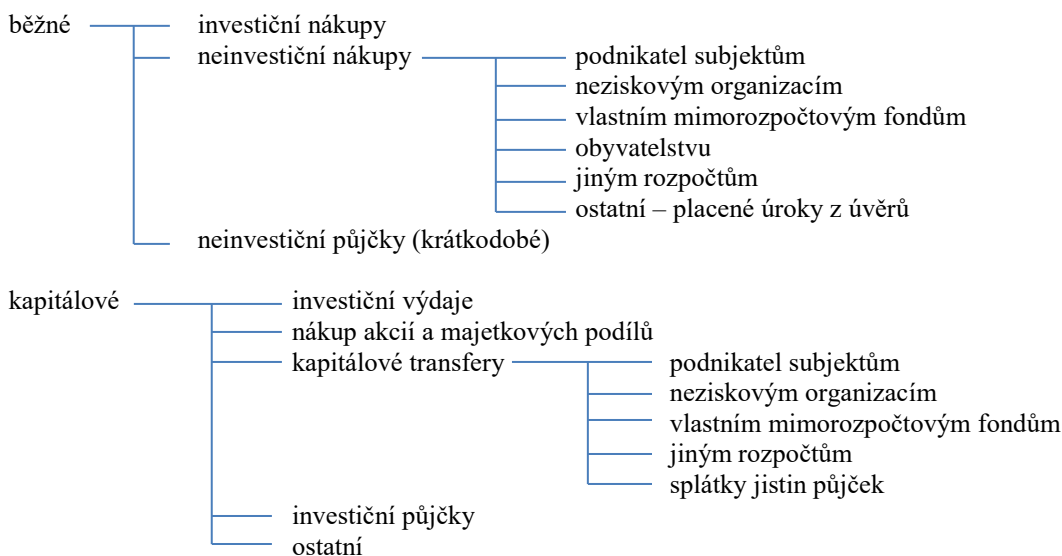 běžné investiční nákupy
neinvestiční nákupy podnikatel subjektům
neziskovým organizacím
vlastním mimorozpočtovým fondům
obyvatelstvu
jiným rozpočtům
ostatní – placené úroky z úvěrů
neinvestiční půjčky (krátkodobé)
kapitálové investiční výdaje
nákup akcií a majetkových podílů
kapitálové transfery podnikatel subjektům
neziskovým organizacím
vlastním mimorozpočtovým fondům
jiným rozpočtům
splátky jistin půjček
investiční půjčky
ostatní